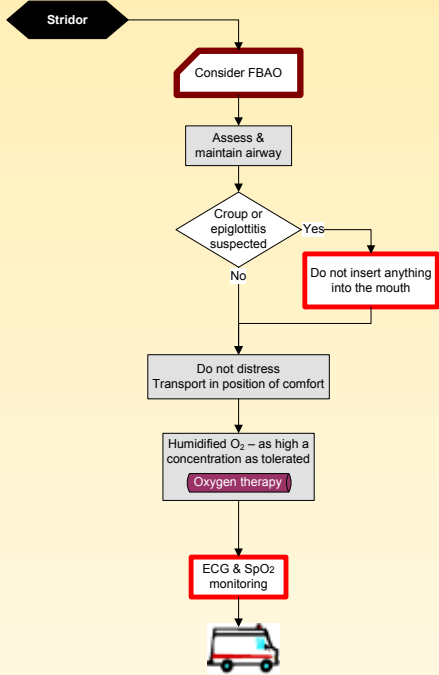 Stridor
Consider FBAO
Assess &
maintain airway
Croup or
epiglottitis
suspected
Yes
No
Do not insert anything
into the mouth
Do not distress
Transport in position of comfort
Humidified O₂ – as high a
concentration as tolerated
Oxygen therapy
ECG & SpO₂
monitoring